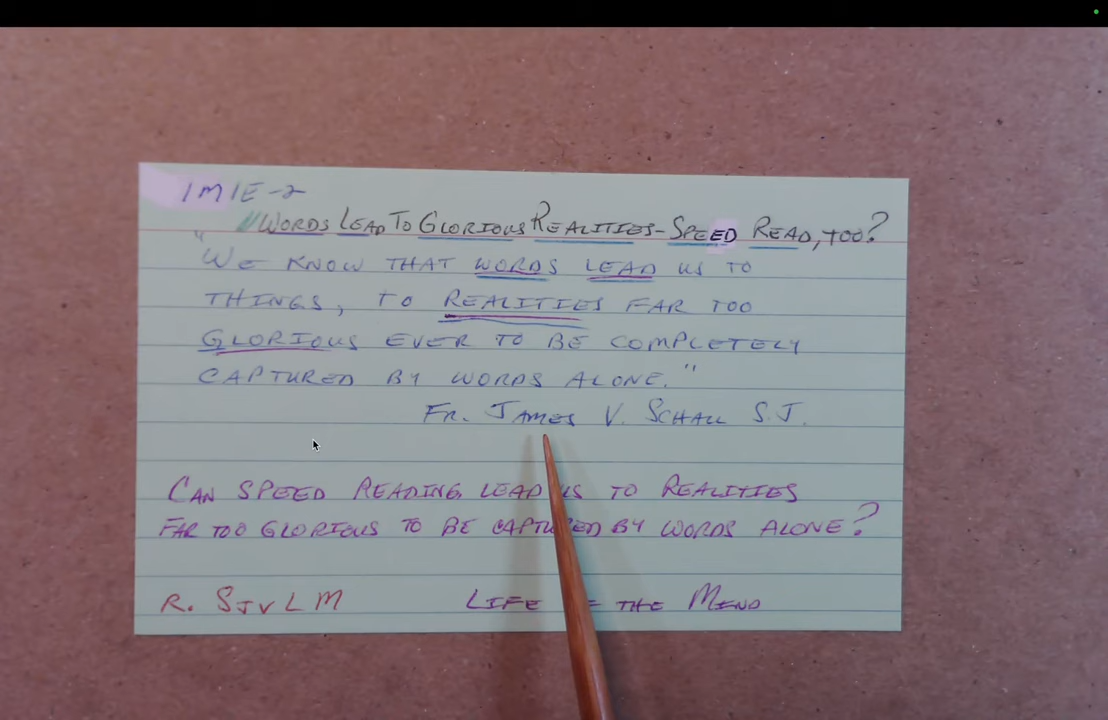 1M1E-2
"WORDS LEAD TO GLORIOUS REALITIES - SPEED READ, TOO?
"WE KNOW THAT WORDS LEAD US TO
THINGS, TO REALITIES FAR TOO
GLORIOUS EVER TO BE COMPLETELY
CAPTURED BY WORDS ALONE."
FR. JAMES V. SCHALL S.J.
CAN SPEED READING LEAD US TO REALITIES
FAR TOO GLORIOUS TO BE CAPTURED BY WORDS ALONE?
R. SJVLM LIFE THE MIND